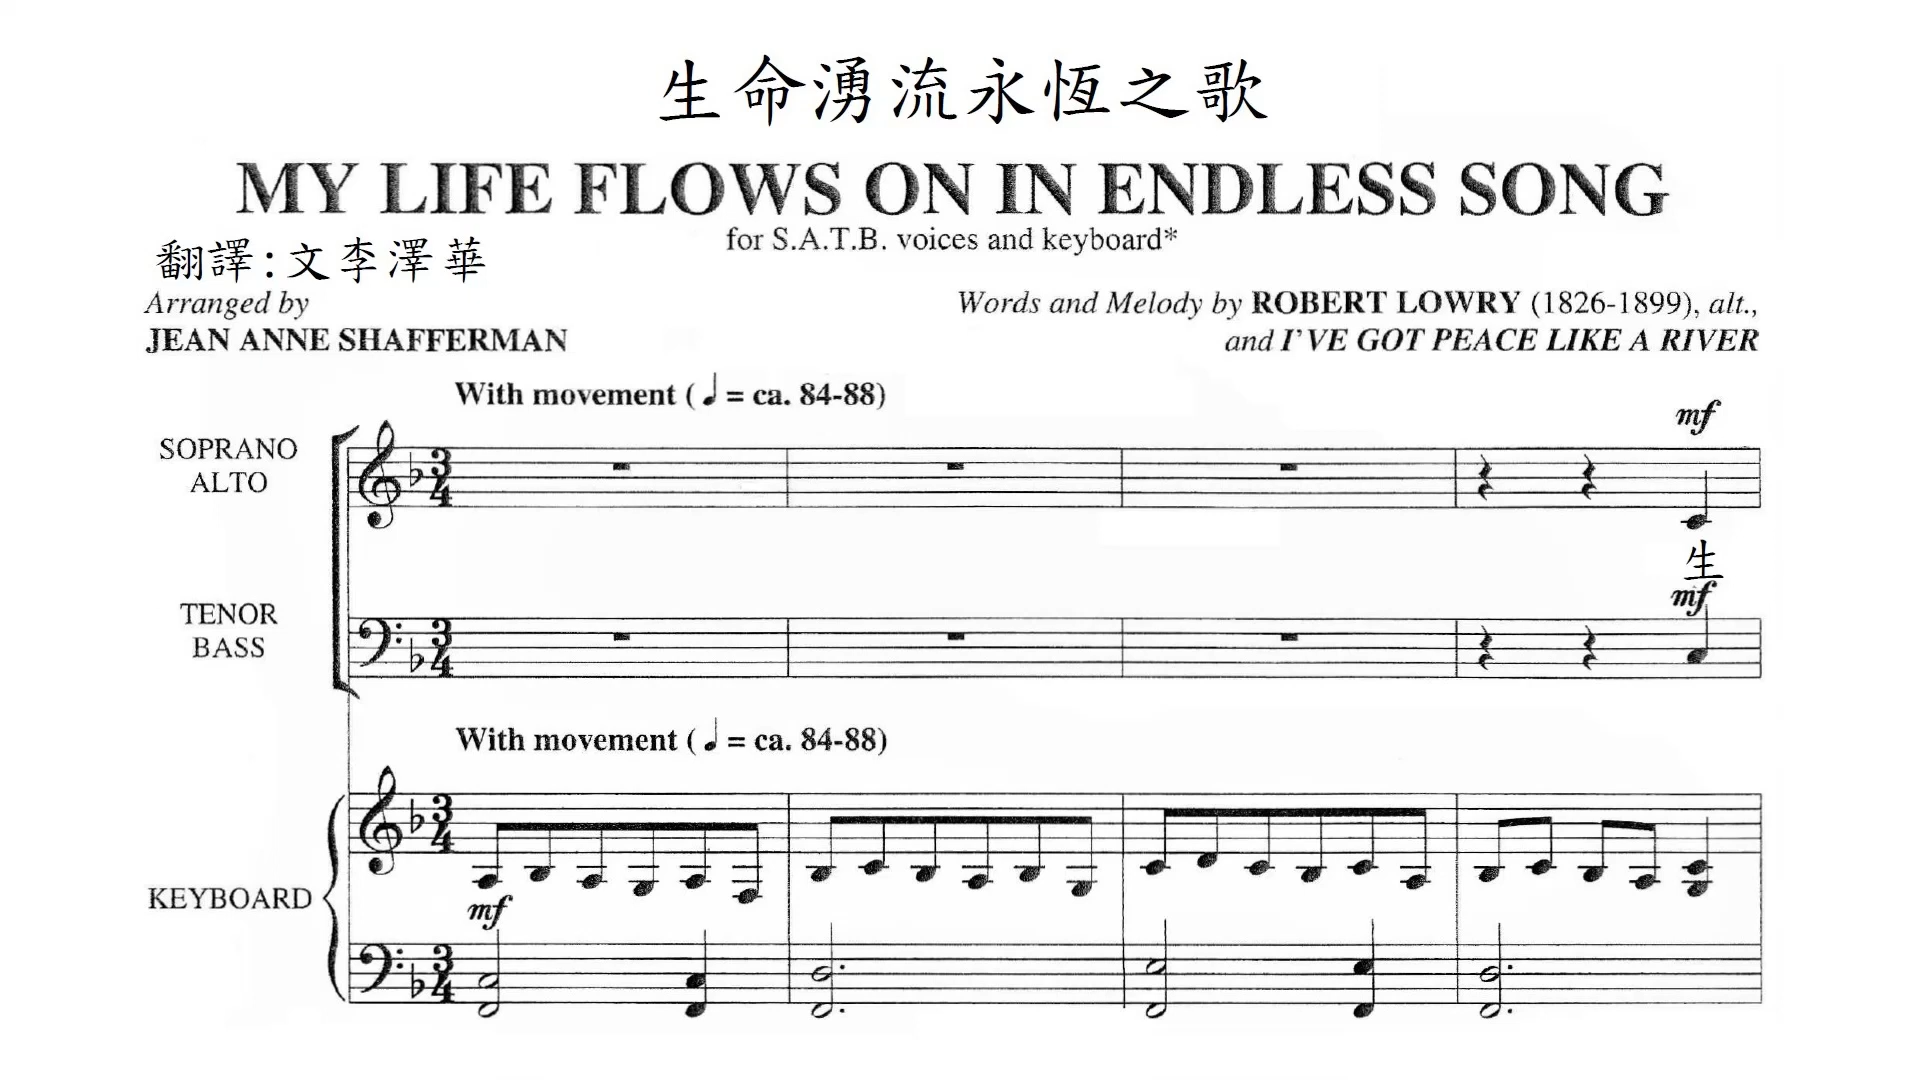 生命湧流永恆之歌
MY LIFE FLOWS ON IN ENDLESS SONG
for S.A.T.B. voices and keyboard*
翻譯:文李澤華
Arranged by
JEAN ANNE SHAFFERMAN
Words and Melody by ROBERT LOWRY (1826-1899), alt.,
and I'VE GOT PEACE LIKE A RIVER
With movement (♩ = ca. 84-88)
mf
SOPRANO
ALTO
生
mf
TENOR
BASS
With movement (♩ = ca. 84-88)
KEYBOARD
mf